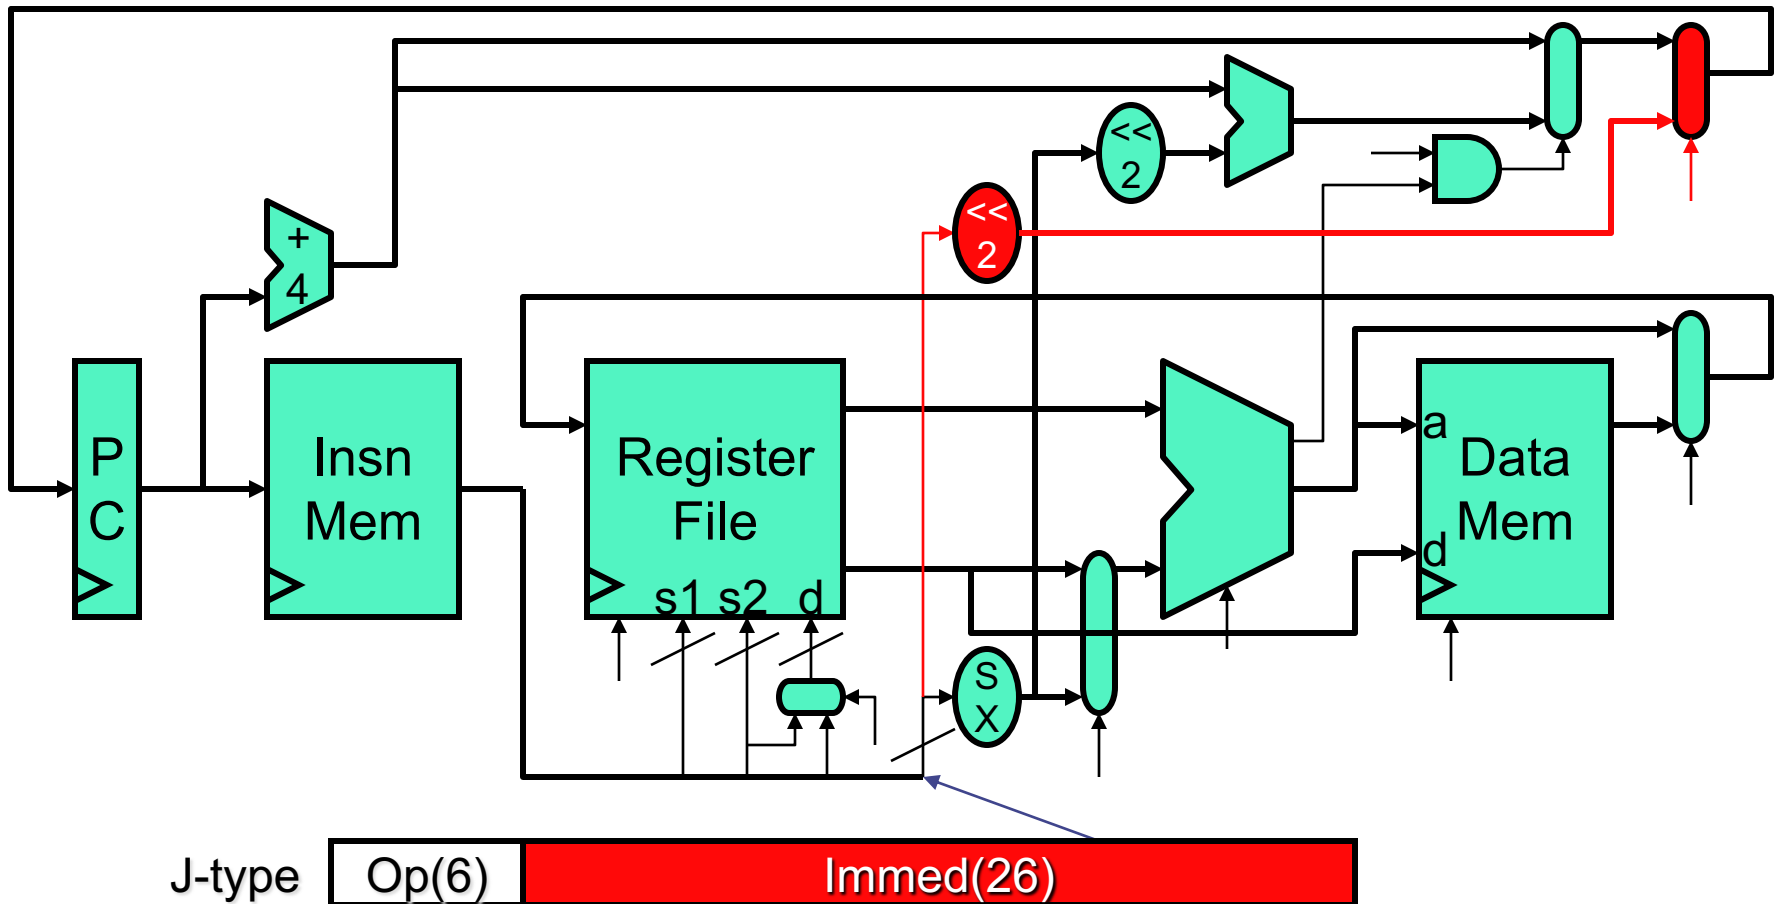 <<
2
<<
2
+
4
P
C
Insn
Mem
Register
File
s1 s2 d
a
Data
Mem
d
S
X
J-type Op(6) Immed(26)